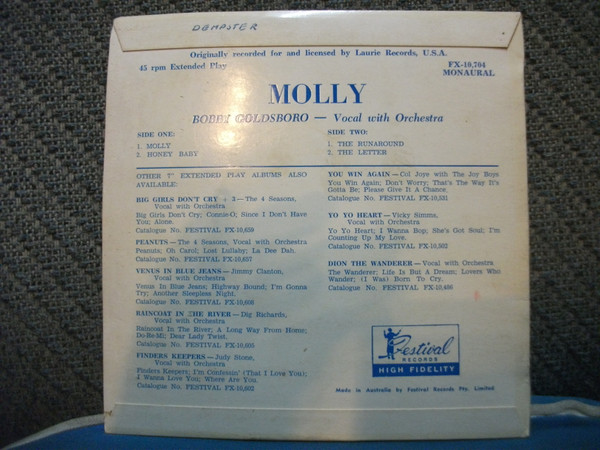 DEMPSTER
Originally recorded for and licensed by Laurie Records, U.S.A.
45 rpm Extended Play
FX-10,704
MONAURAL
MOLLY
BOBBY GOLDSBORO — Vocal with Orchestra
SIDE ONE:
1. MOLLY
2. HONEY BABY
SIDE TWO:
1. THE RUNAROUND
2. THE LETTER
OTHER 7" EXTENDED PLAY ALBUMS ALSO
AVAILABLE:
BIG GIRLS DON'T CRY + 3—The 4 Seasons,
Vocal with Orchestra
Big Girls Don't Cry; Connie-O; Since I Don't Have
You; Alone.
Catalogue No. FESTIVAL FX-10,659
PEANUTS—The 4 Seasons, Vocal with Orchestra
Peanuts; Oh Carol; Lost Lullaby; La Dee Dah.
Catalogue No. FESTIVAL FX-10,657
VENUS IN BLUE JEANS—Jimmy Clanton,
Vocal with Orchestra
Venus In Blue Jeans; Highway Bound; I'm Gonna
Try; Another Sleepless Night.
Catalogue No. FESTIVAL FX-10,608
RAINCOAT IN THE RIVER—Dig Richards,
Vocal with Orchestra
Raincoat In The River; A Long Way From Home;
Do-Re-Mi; Dear Lady Twist.
Catalogue No. FESTIVAL FX-10,605
FINDERS KEEPERS—Judy Stone,
Vocal with Orchestra
Finders Keepers; I'm Confessin' (That I Love You);
I Wanna Love You; Where Are You.
Catalogue No. FESTIVAL FX-10,602
YOU WIN AGAIN—Col Joye with The Joy Boys
You Win Again; Don't Worry; That's The Way It's
Gotta Be; Please Give It A Chance.
Catalogue No. FESTIVAL FX-10,531
YO YO HEART—Vicky Simms,
Vocal with Orchestra
Yo Yo Heart; I Wanna Bop; She's Got Soul; I'm
Counting Up My Love.
Catalogue No. FESTIVAL FX-10,502
DION THE WANDERER—Vocal with Orchestra
The Wanderer; Life Is But A Dream; Lovers Who
Wander; (I Was) Born To Cry.
Catalogue No. FESTIVAL FX-10,488
Festival
RECORDS
HIGH FIDELITY
Made in Australia by Festival Records Pty. Limited